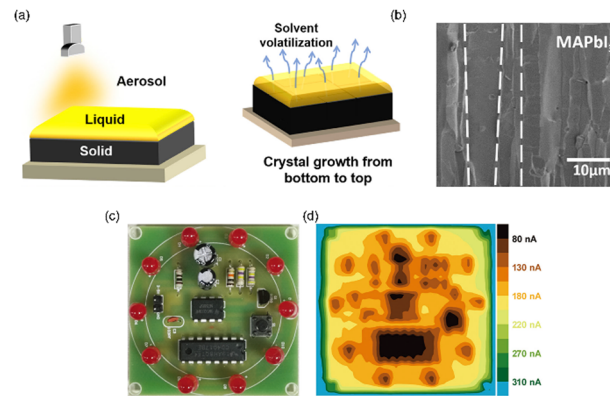 (a)
Aerosol
Liquid
Solid
Solvent
volatilization
Crystal growth from
bottom to top
(b)
MAPbI
10μm
(c)
(d)
80 nA
130 nA
180 nA
220 nA
270 nA
310 nA